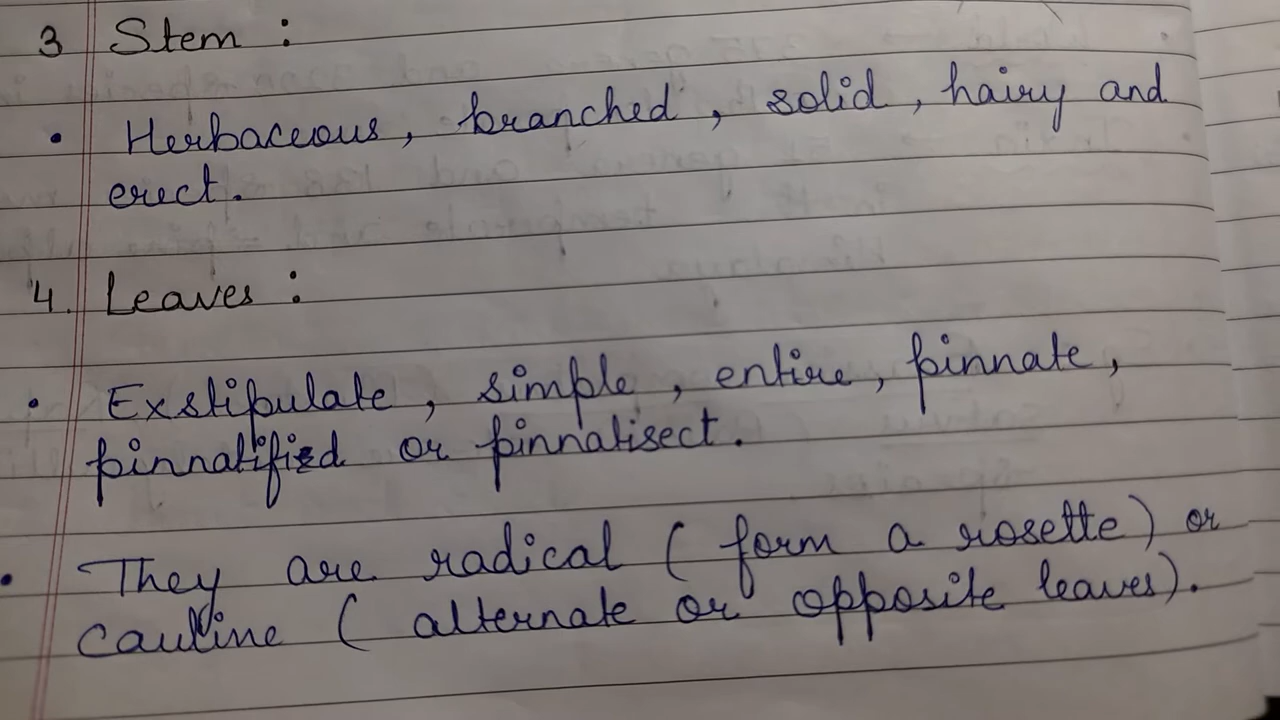 3 Stem :
• Herbaceous, branched, solid, hairy and
erect.
4. Leaves :
• Exstipulate, simple, entire, pinnate,
pinnatified or pinnatisect.
• They are radical ( form a rosette) or
Cauline ( alternate or opposite leaves).